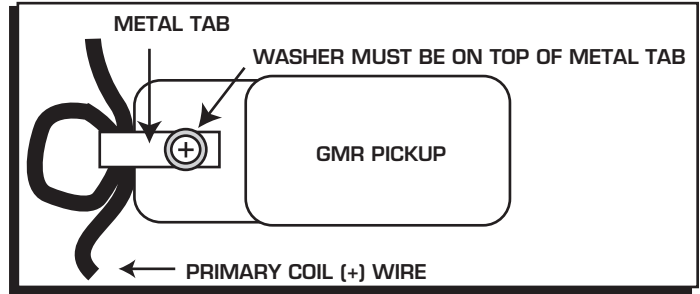 METAL TAB
WASHER MUST BE ON TOP OF METAL TAB
GMR PICKUP
PRIMARY COIL (+) WIRE